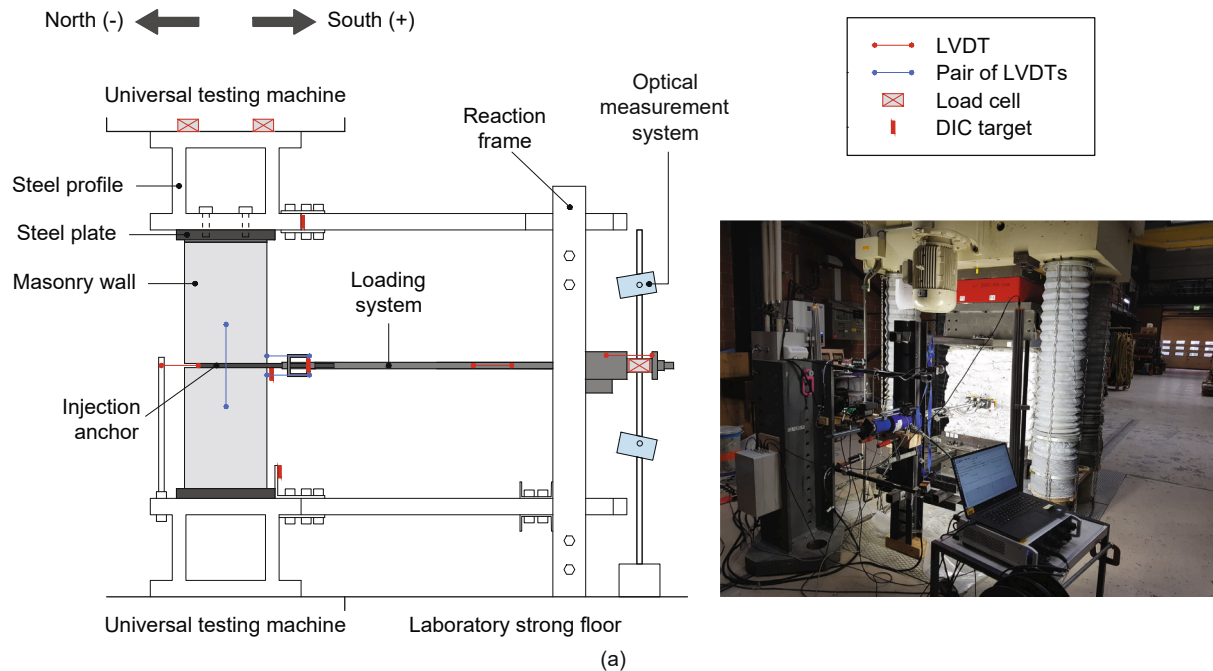 North (-)
South (+)
LVDT
Pair of LVDTs
Load cell
DIC target
Universal testing machine
Optical
measurement
system
Reaction
frame
Steel profile
Steel plate
Masonry wall
Loading
system
Injection
anchor
Universal testing machine
Laboratory strong floor
(a)